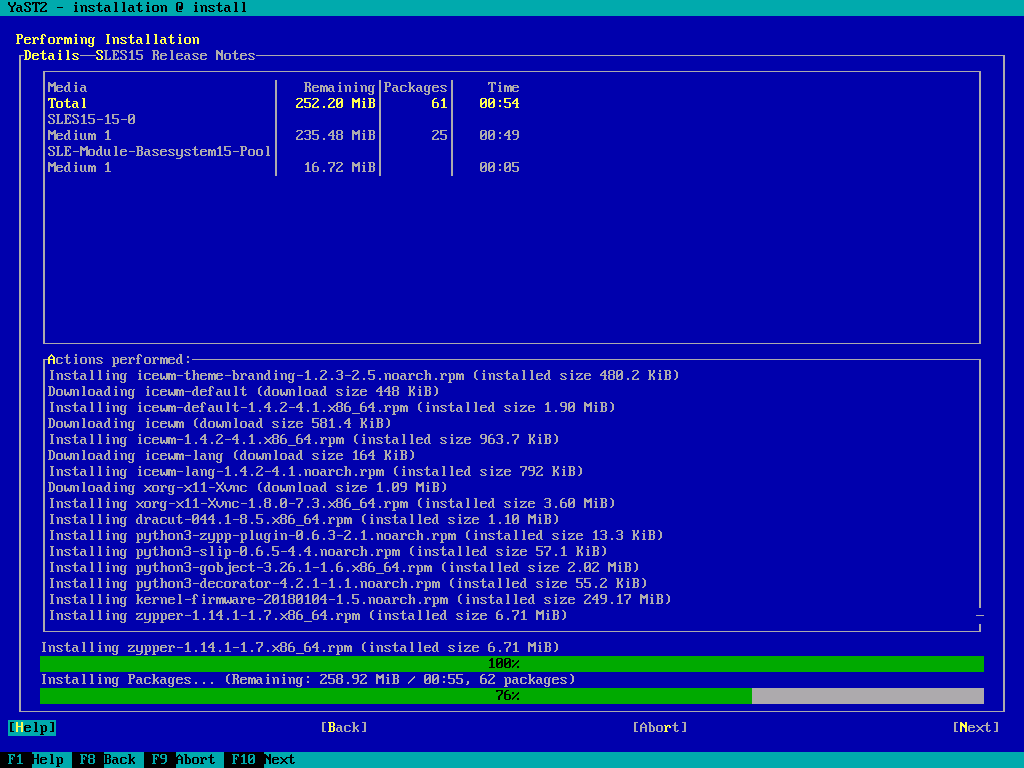 YaST2 - installation @ install
Performing Installation
Details SLES15 Release Notes
Media Remaining Packages Time
Total 252.20 MiB 61 00:54
SLES15-15-0
Medium 1 235.48 MiB 25 00:49
SLE-Module-Basesystem15-Pool
Medium 1 16.72 MiB 00:05
Actions performed:
Installing icewm-theme-branding-1.2.3-2.5.noarch.rpm (installed size 480.2 KiB)
Downloading icewm-default (download size 448 KiB)
Installing icewm-default-1.4.2-4.1.x86_64.rpm (installed size 1.90 MiB)
Downloading icewm (download size 581.4 KiB)
Installing icewm-1.4.2-4.1.x86_64.rpm (installed size 963.7 KiB)
Downloading icewm-lang (download size 164 KiB)
Installing icewm-lang-1.4.2-4.1.noarch.rpm (installed size 792 KiB)
Downloading xorg-x11-Xvnc (download size 1.09 MiB)
Installing xorg-x11-Xvnc-1.8.0-7.3.x86_64.rpm (installed size 3.60 MiB)
Installing dracut-044.1-8.5.x86_64.rpm (installed size 1.10 MiB)
Installing python3-zypp-plugin-0.6.3-2.1.noarch.rpm (installed size 13.3 KiB)
Installing python3-slip-0.6.5-4.4.noarch.rpm (installed size 57.1 KiB)
Installing python3-gobject-3.26.1-1.6.x86_64.rpm (installed size 2.02 MiB)
Installing python3-decorator-4.2.1-1.1.noarch.rpm (installed size 55.2 KiB)
Installing kernel-firmware-20180104-1.5.noarch.rpm (installed size 249.17 MiB)
Installing zypper-1.14.1-1.7.x86_64.rpm (installed size 6.71 MiB)
Installing zypper-1.14.1-1.7.x86_64.rpm (installed size 6.71 MiB)
100%
Installing Packages... (Remaining: 258.92 MiB / 00:55, 62 packages)
76%
[Help] [Back] [Abort] [Next]
F1 Help F8 Back F9 Abort F10 Next